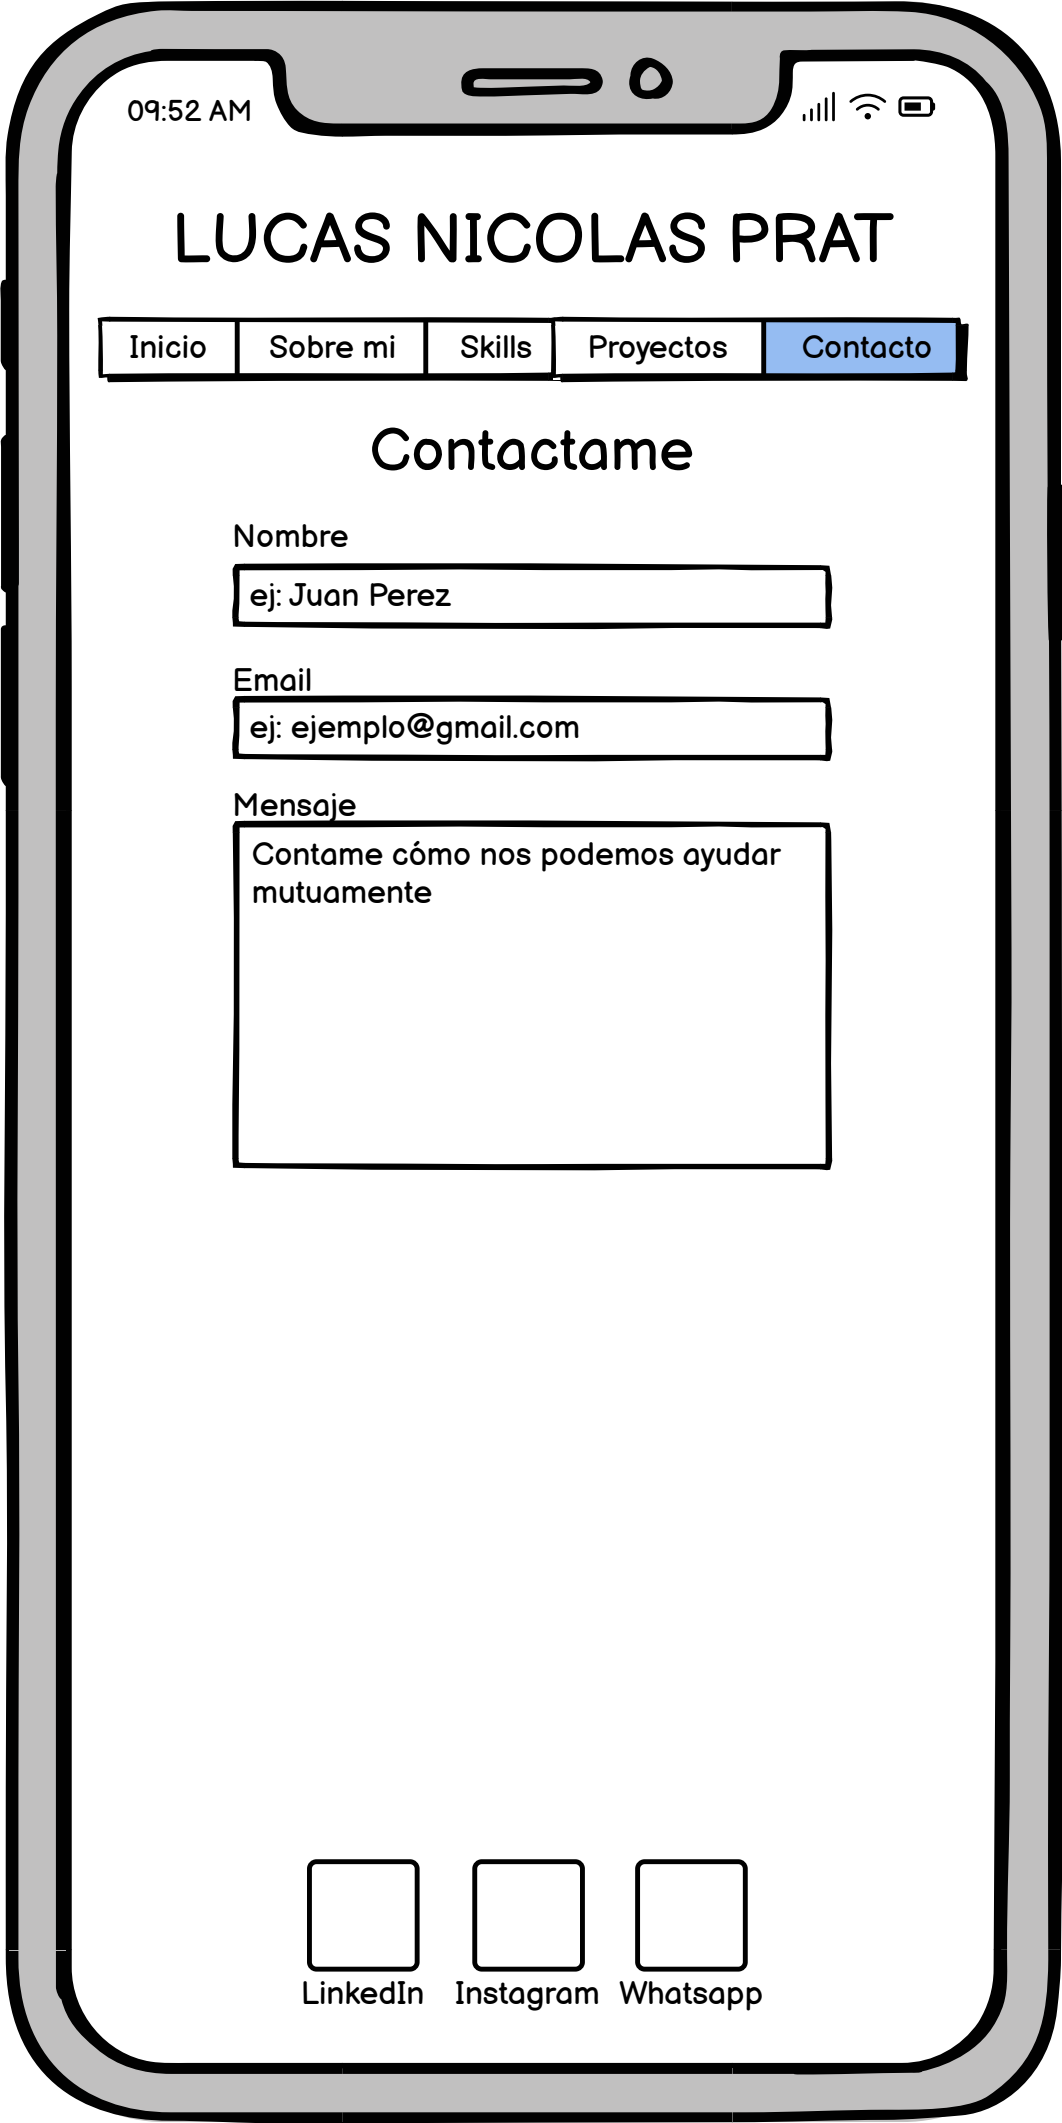 09:52 AM
LUCAS NICOLAS PRAT
Inicio Sobre mi Skills Proyectos Contacto
Contactame
Nombre
ej: Juan Perez
Email
ej: ejemplo@gmail.com
Mensaje
Contame cómo nos podemos ayudar
mutuamente
LinkedIn Instagram Whatsapp